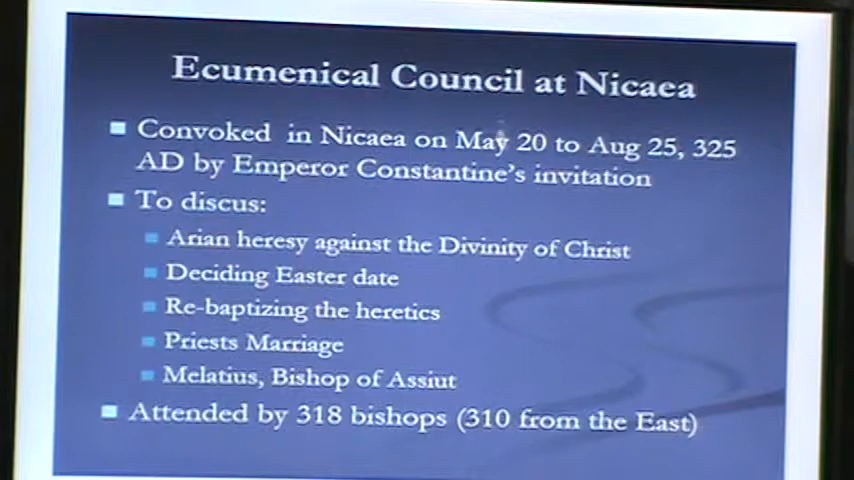 Ecumenical Council at Nicaea
Convoked in Nicaea on May 20 to Aug 25, 325
AD by Emperor Constantine's invitation
To discus:
Arian heresy against the Divinity of Christ
Deciding Easter date
Re-baptizing the heretics
Priests Marriage
Melatius, Bishop of Assiut
Attended by 318 bishops (310 from the East)